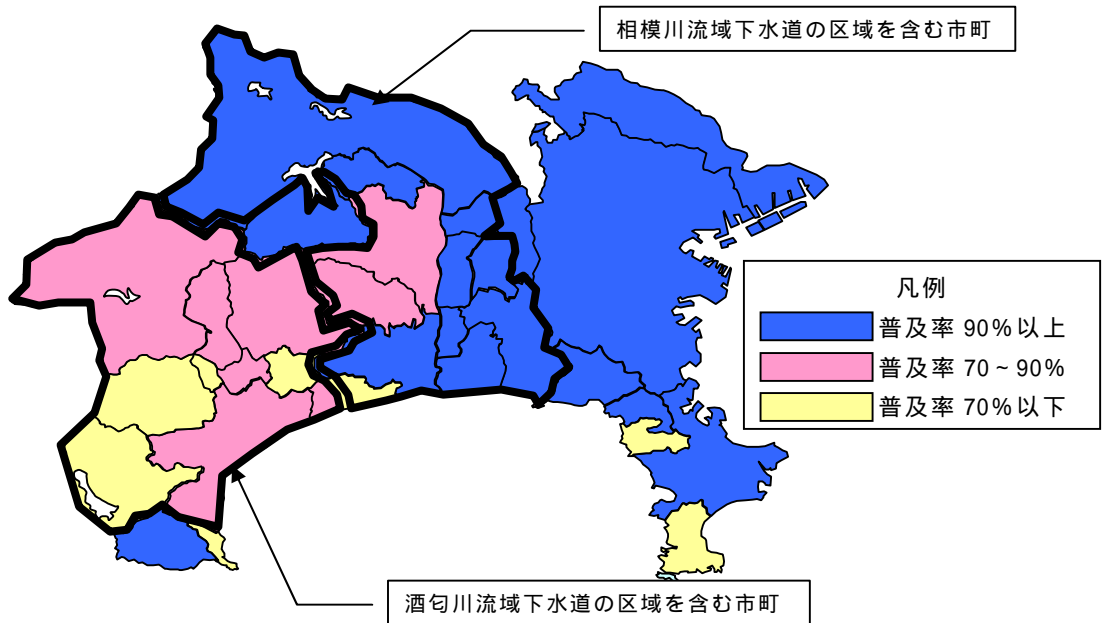 相模川流域下水道の区域を含む市町
凡例
普及率 90%以上
普及率 70~90%
普及率 70%以下
酒匂川流域下水道の区域を含む市町